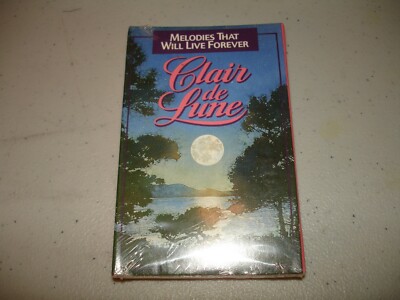 MELODIES THAT
WILL LIVE FOREVER
Clair
de
Lune